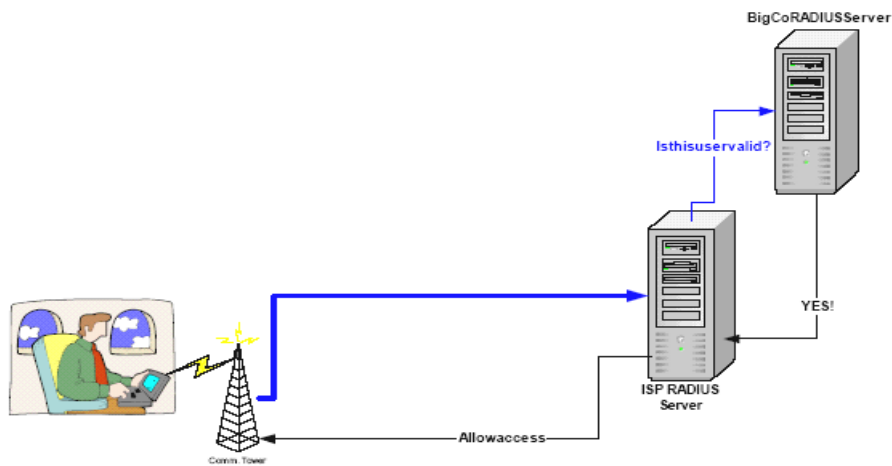 BigCoRADIUSServer
Isthisuservalid?
YES!
ISP RADIUS
Server
Allowaccess
Comm. Tower